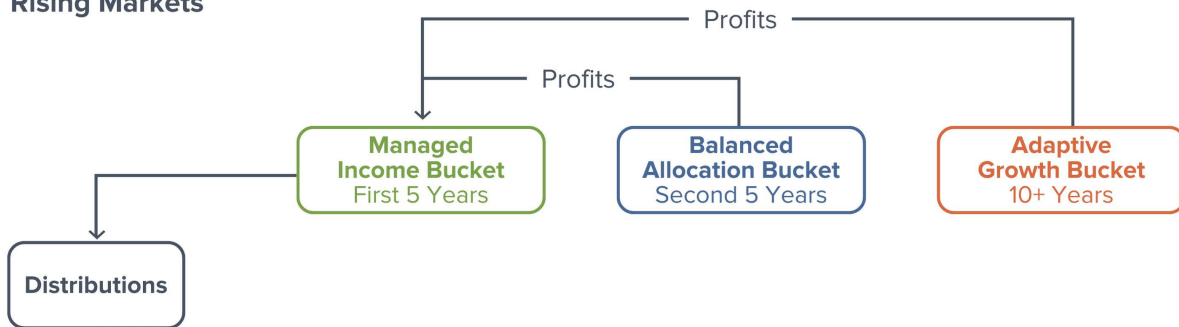 Rising Markets
Profits
Profits
Managed
Income Bucket
First 5 Years
Balanced
Allocation Bucket
Second 5 Years
Adaptive
Growth Bucket
10+ Years
Distributions